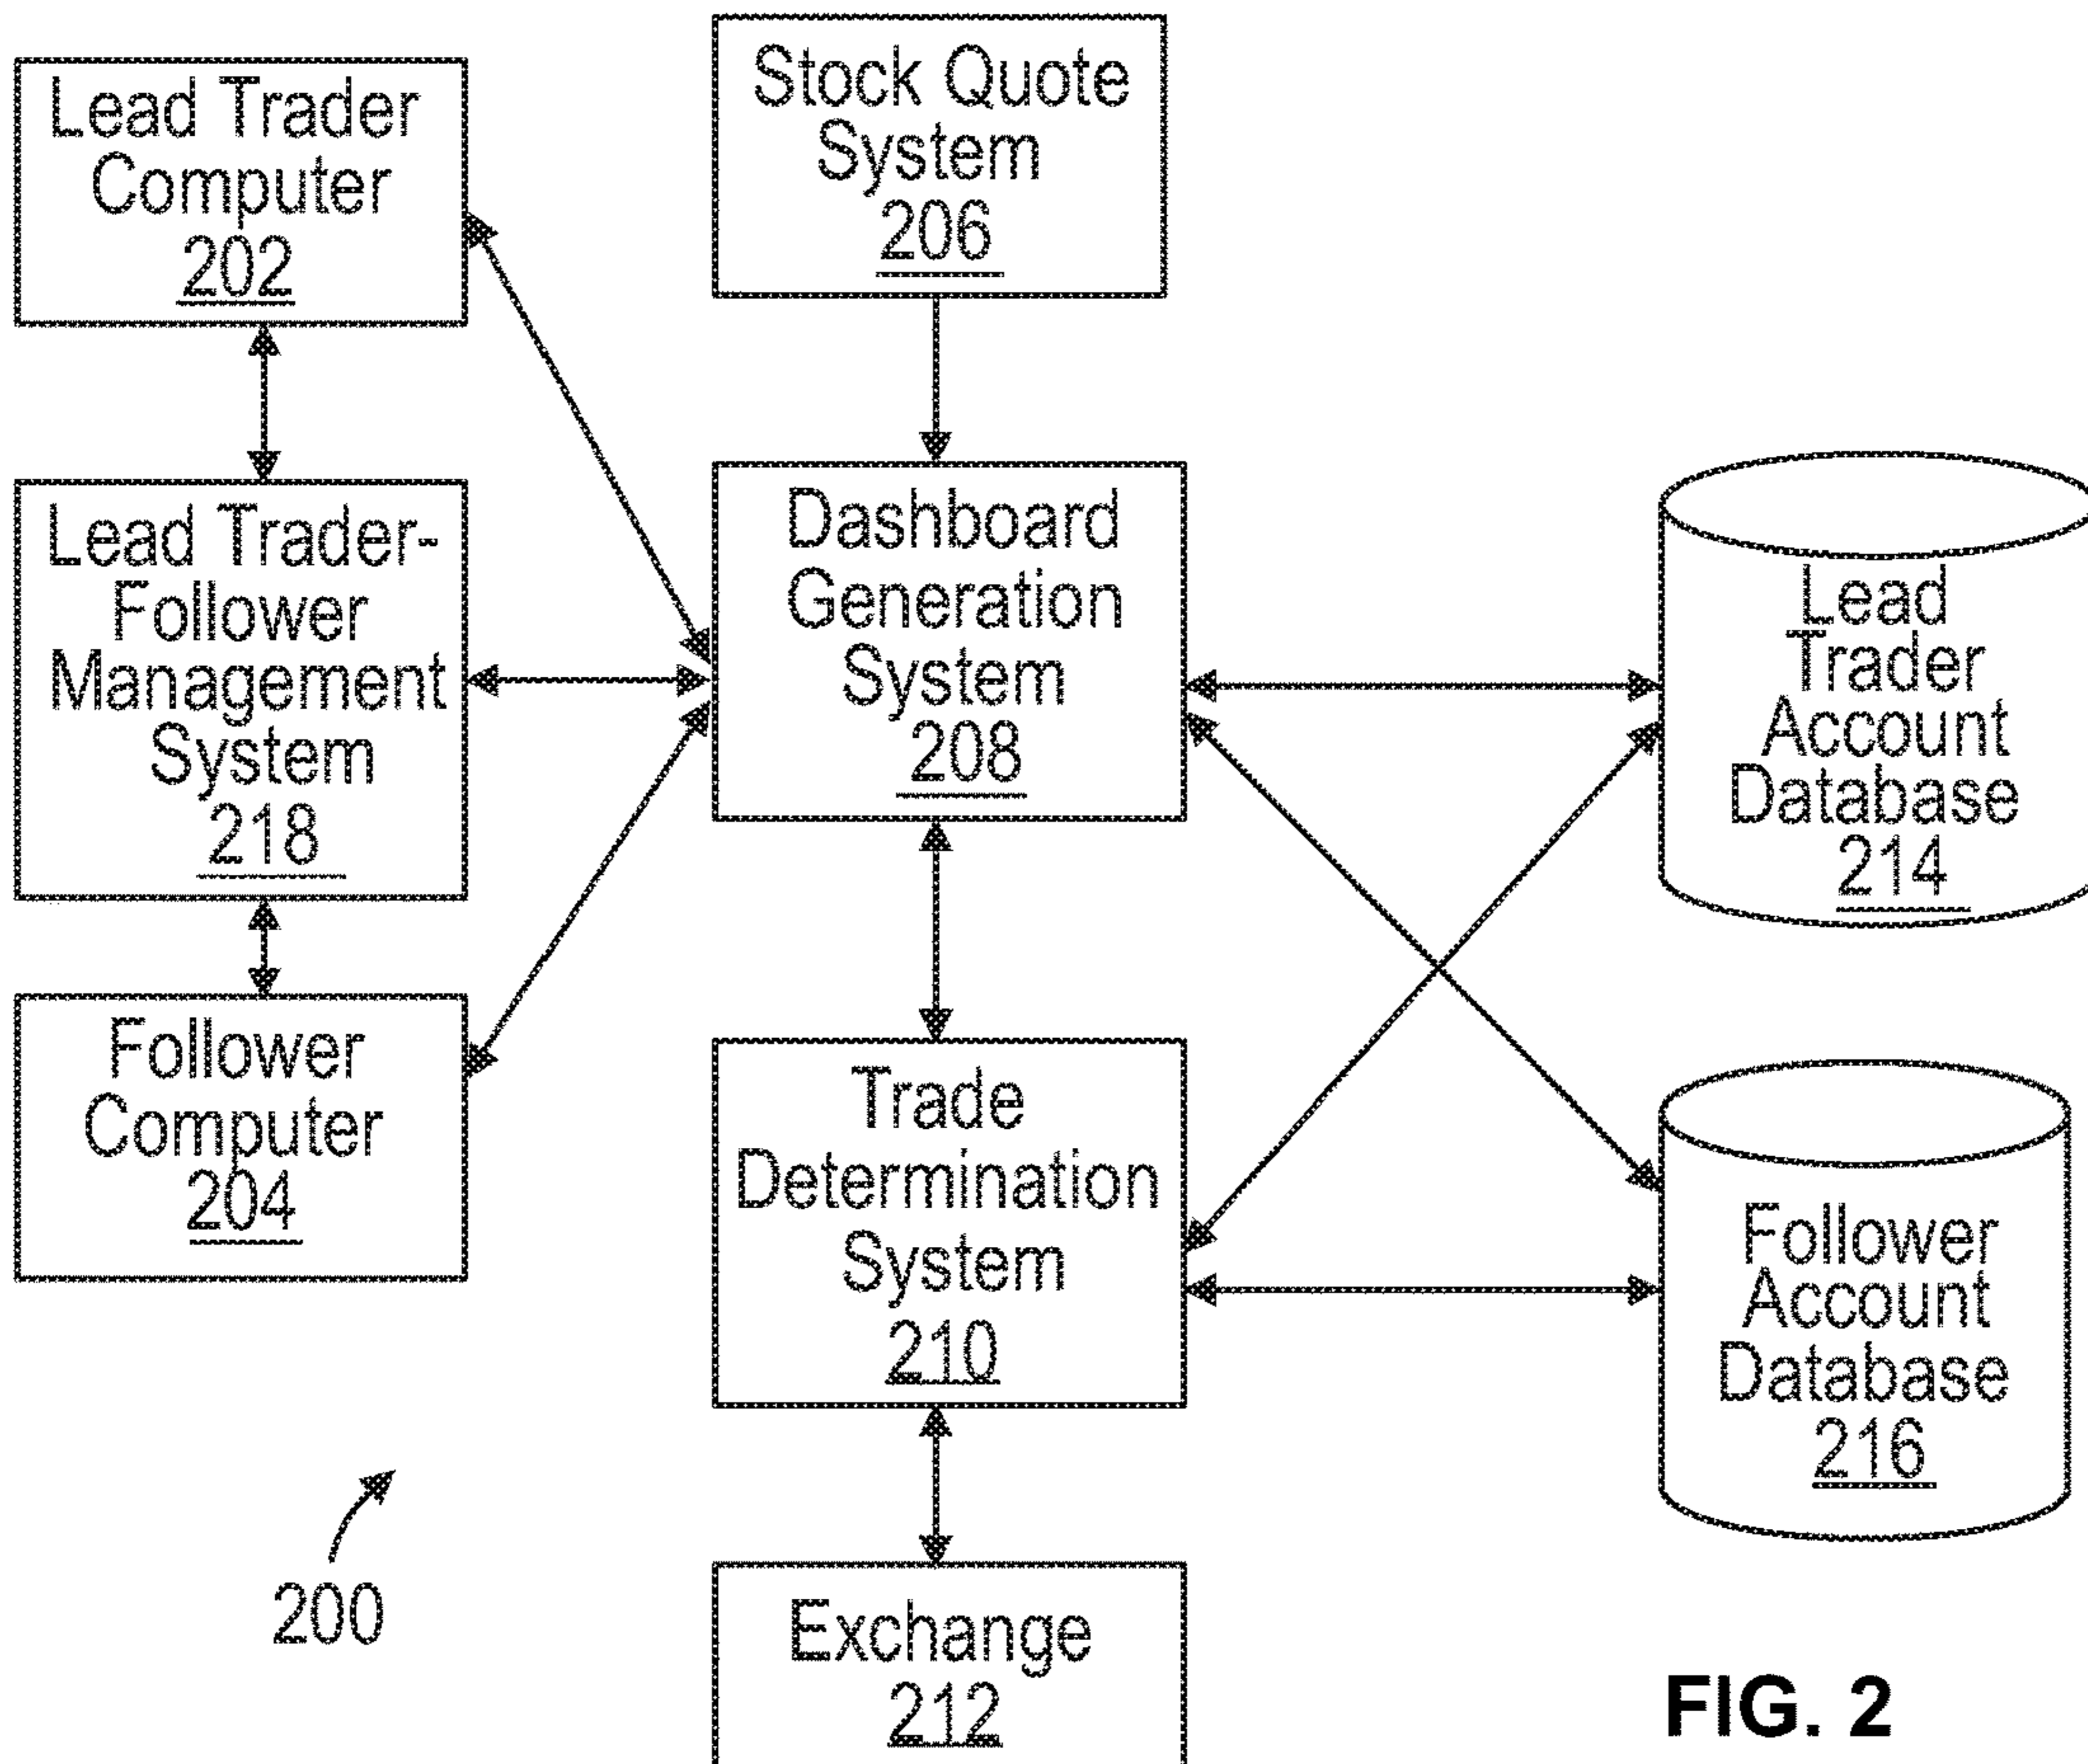 Lead Trader
Computer
202
Stock Quote
System
206
Lead Trader-
Follower
Management
System
218
Dashboard
Generation
System
208
Lead
Trader
Account
Database
214
Follower
Computer
204
Trade
Determination
System
210
Follower
Account
Database
216
200
Exchange
212
FIG. 2